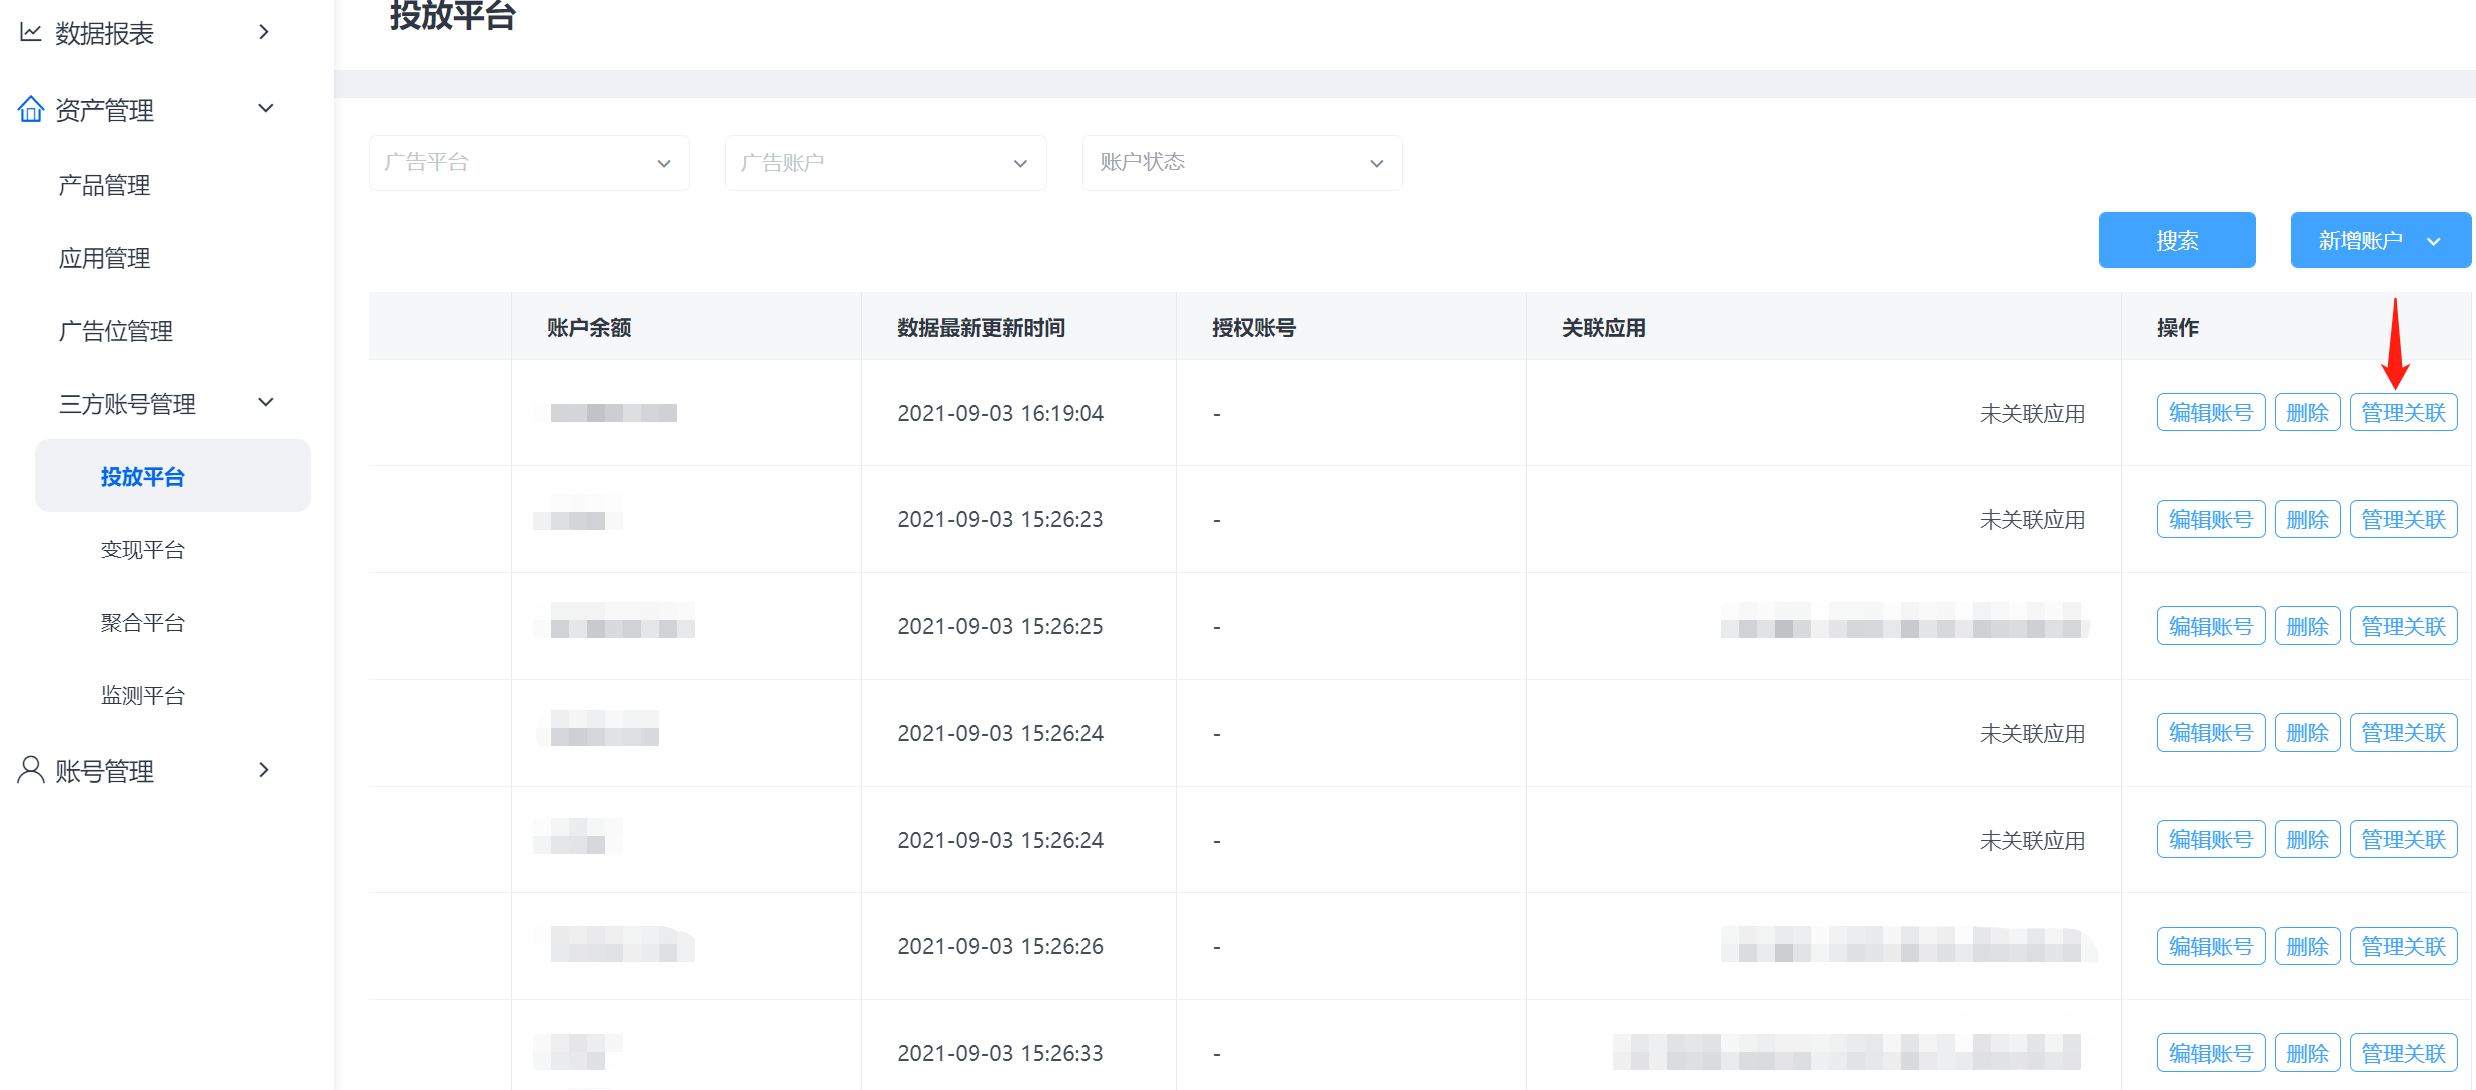 数据报表
资产管理
产品管理
应用管理
广告位管理
三方账号管理
投放平台
变现平台
聚合平台
监测平台
账号管理
投放平台
广告平台 广告账户 账户状态
搜索 新增账户
账户余额 数据最新更新时间 授权账号 关联应用 操作
2021-09-03 16:19:04 - 未关联应用 编辑账号 删除 管理关联
2021-09-03 15:26:23 - 未关联应用 编辑账号 删除 管理关联
2021-09-03 15:26:25 - 编辑账号 删除 管理关联
2021-09-03 15:26:24 - 未关联应用 编辑账号 删除 管理关联
2021-09-03 15:26:24 - 未关联应用 编辑账号 删除 管理关联
2021-09-03 15:26:26 - 编辑账号 删除 管理关联
2021-09-03 15:26:33 - 编辑账号 删除 管理关联